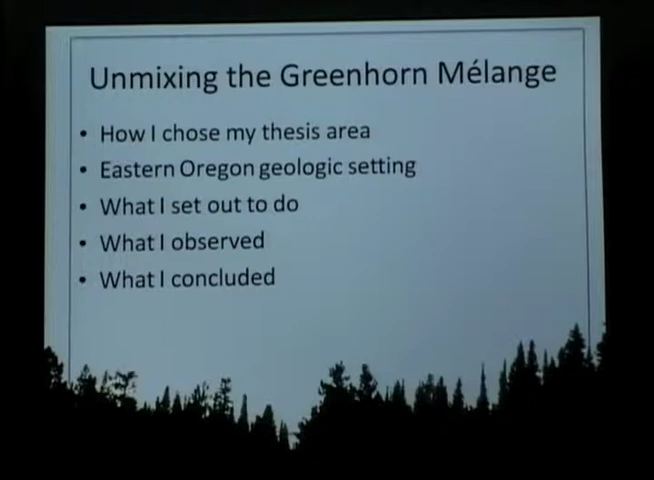 Unmixing the Greenhorn Mélange
• How I chose my thesis area
• Eastern Oregon geologic setting
• What I set out to do
• What I observed
• What I concluded